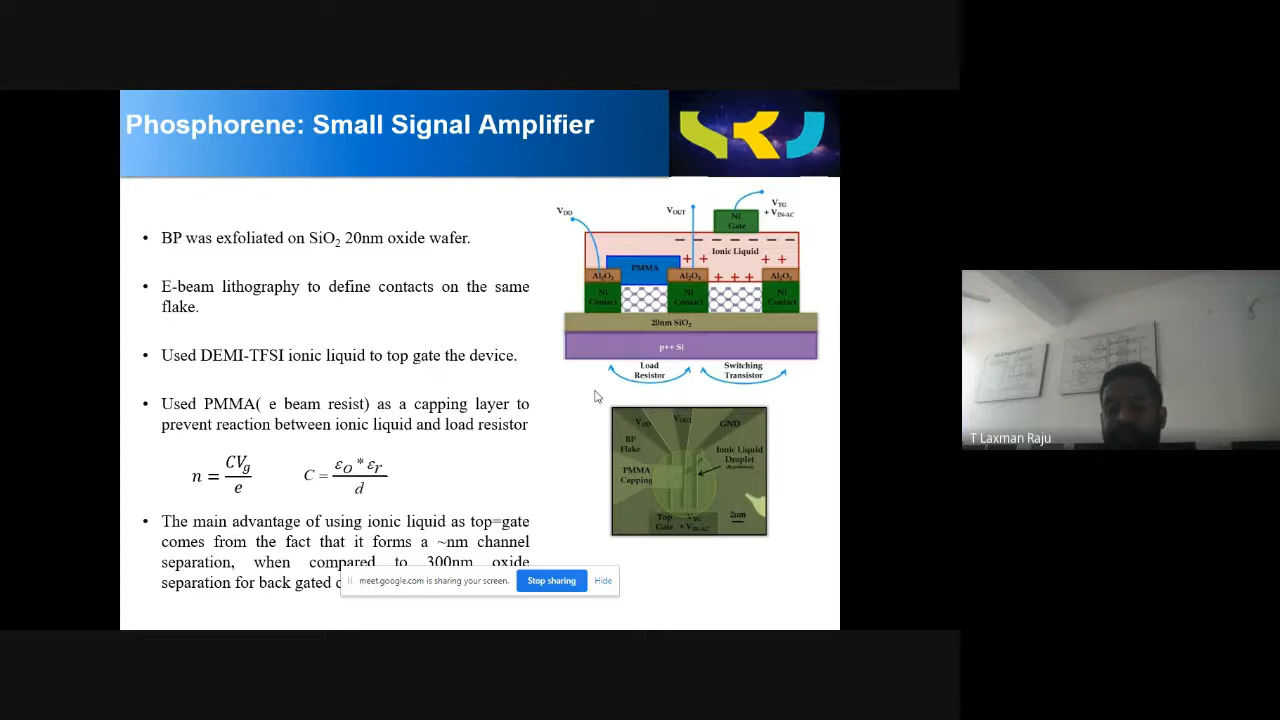 Phosphorene: Small Signal Amplifier
• BP was exfoliated on SiO₂ 20nm oxide wafer.
• E-beam lithography to define contacts on the same
flake.
• Used DEMI-TFSI ionic liquid to top gate the device.
• Used PMMA( e beam resist) as a capping layer to
prevent reaction between ionic liquid and load resistor
n = CVg / e
C = εo * εr / d
• The main advantage of using ionic liquid as top=gate
comes from the fact that it forms a ~nm channel
separation, when compared to 300nm oxide
separation for back gated
meet.google.com is sharing your screen.
Stop sharing
Hide
VDD
VOUT
VTG
+ VIN-AC
Ni
Gate
Ionic Liquid
PMMA
Al₂O₃
Al₂O₃
Al₂O₃
Ni
Contact
Ni
Contact
Ni
Contact
20nm SiO₂
p++ Si
Load
Resistor
Switching
Transistor
VDD
VOUT
GND
BP
Flake
Ionic Liquid
Droplet
PMMA
Capping
Top
Gate
VTG
+ VIN-AC
2μm
T Laxman Raju